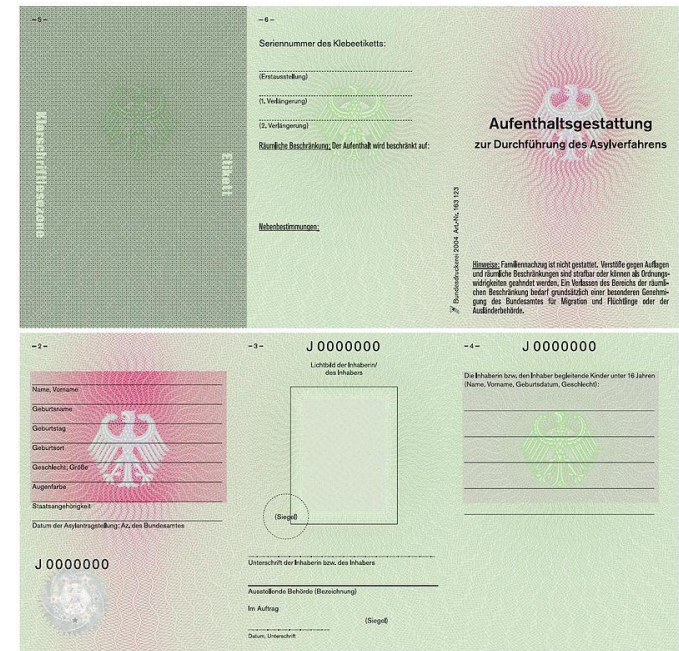 -5-
Klarschriftlesezone
Etikett
-6-
Seriennummer des Klebeetiketts:
(Erstausstellung)
(1. Verlängerung)
(2. Verlängerung)
Räumliche Beschränkung: Der Aufenthalt wird beschränkt auf:
Nebenbestimmungen:
Bundesdruckerei 2004 Art.-Nr. 163 123
Aufenthaltsgestattung
zur Durchführung des Asylverfahrens
Hinweise: Familiennachzug ist nicht gestattet. Verstöße gegen Auflagen
und räumliche Beschränkungen sind strafbar oder können als Ordnungs-
widrigkeiten geahndet werden. Ein Verlassen des Bereichs der räumli-
chen Beschränkung bedarf grundsätzlich einer besonderen Genehmi-
gung des Bundesamtes für Migration und Flüchtlinge oder der
Ausländerbehörde.
-2-
Name, Vorname
Geburtsname
Geburtstag
Geburtsort
Geschlecht, Größe
Augenfarbe
Staatsangehörigkeit
Datum der Asylantragstellung; Az. des Bundesamtes
J 0000000
-3-
J 0000000
Lichtbild der Inhaberin/
des Inhabers
(Siegel)
Unterschrift der Inhaberin bzw. des Inhabers
Ausstellende Behörde (Bezeichnung)
Im Auftrag
(Siegel)
Datum, Unterschrift
-4-
J 0000000
Die Inhaberin bzw. den Inhaber begleitende Kinder unter 16 Jahren
(Name, Vorname, Geburtsdatum, Geschlecht):